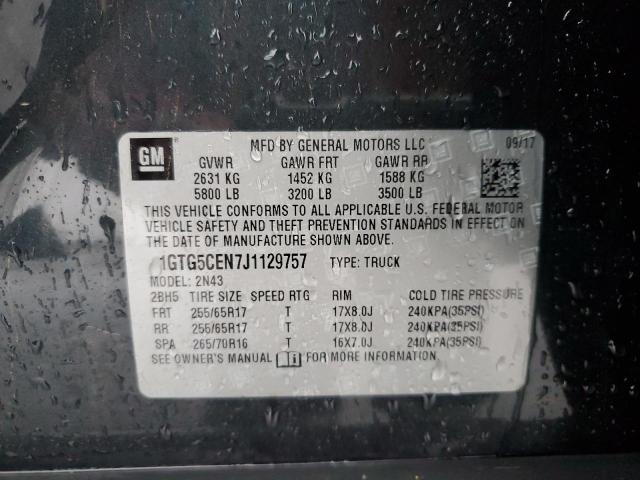 GM
MFD BY GENERAL MOTORS LLC 09/17
GVWR GAWR FRT GAWR RR
2631 KG 1452 KG 1588 KG
5800 LB 3200 LB 3500 LB
THIS VEHICLE CONFORMS TO ALL APPLICABLE U.S. FEDERAL MOTOR
VEHICLE SAFETY AND THEFT PREVENTION STANDARDS IN EFFECT ON
THE DATE OF MANUFACTURE SHOWN ABOVE.
1GTG5CEN7J1129757 TYPE: TRUCK
MODEL: 2N43
2BH5 TIRE SIZE SPEED RTG RIM COLD TIRE PRESSURE
FRT 255/65R17 T 17X8.0J 240KPA(35PSI)
RR 255/65R17 T 17X8.0J 240KPA(35PSI)
SPA 265/70R16 T 16X7.0J 240KPA(35PSI)
SEE OWNER'S MANUAL FOR MORE INFORMATION.